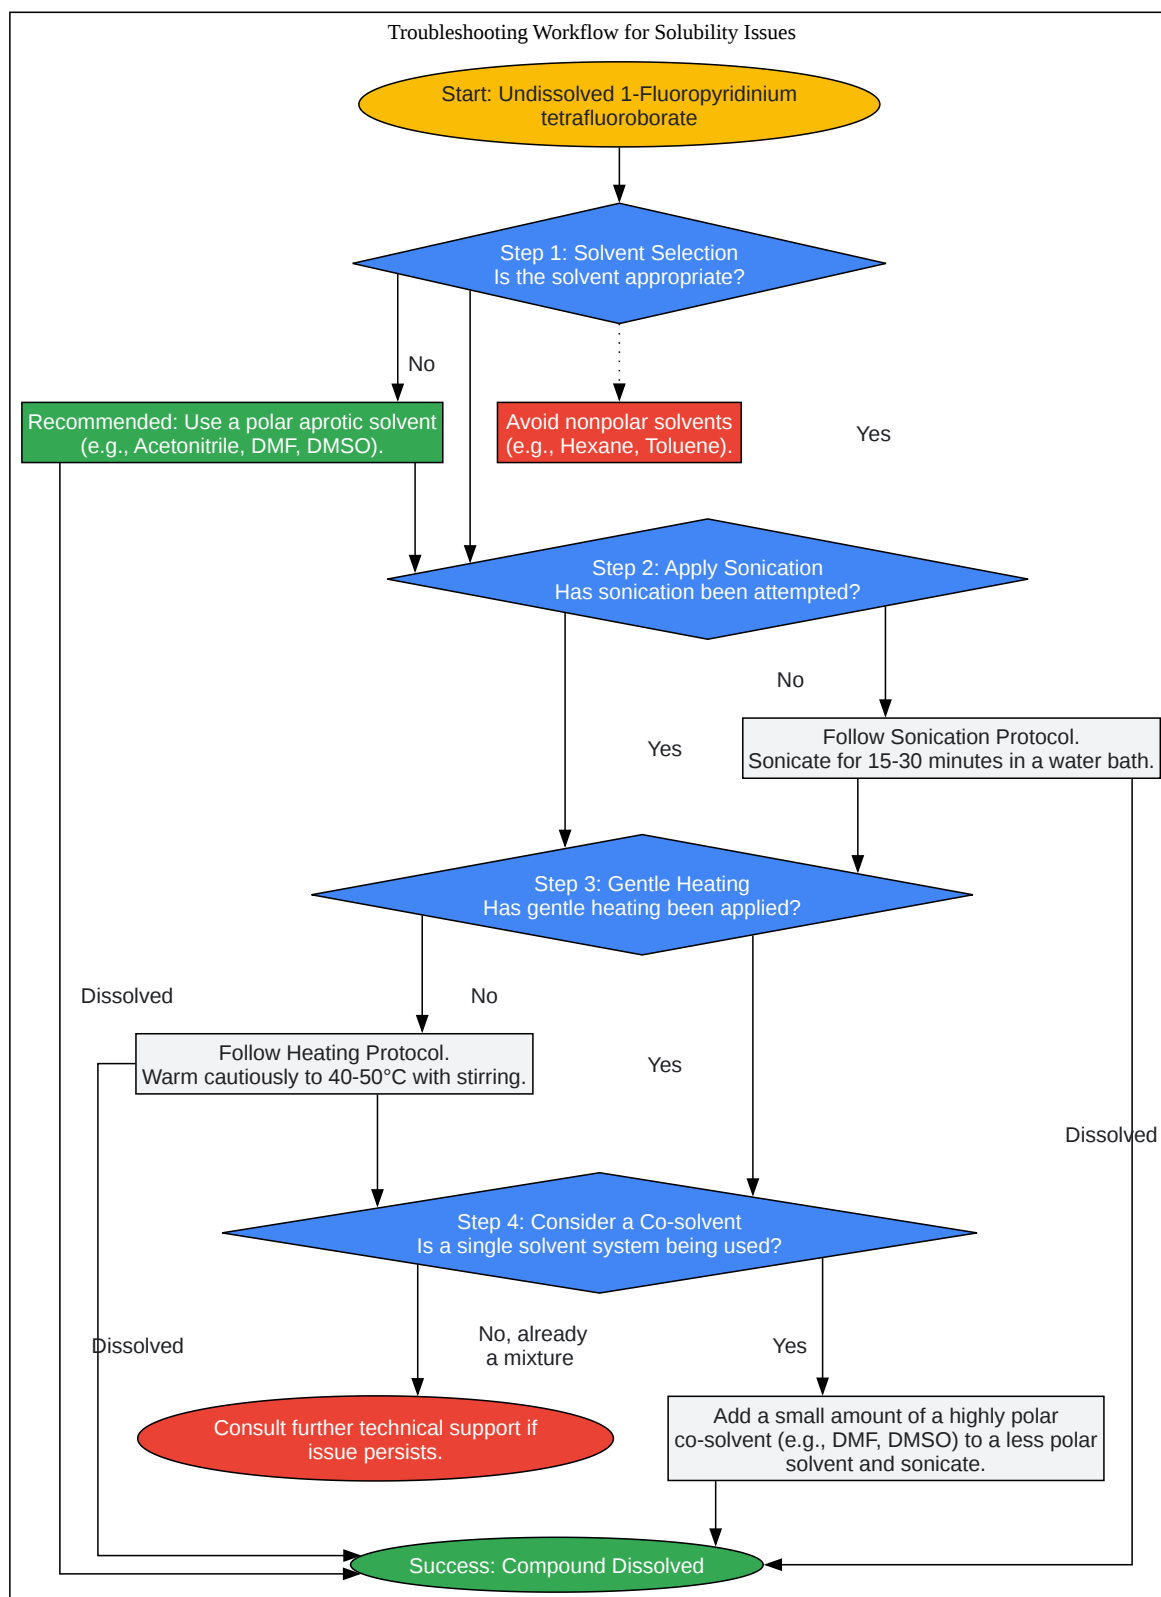 Troubleshooting Workflow for Solubility Issues
Start: Undissolved 1-Fluoropyridinium
tetrafluoroborate
Step 1: Solvent Selection
Is the solvent appropriate?
No
Recommended: Use a polar aprotic solvent
(e.g., Acetonitrile, DMF, DMSO).
Avoid nonpolar solvents
(e.g., Hexane, Toluene).
Yes
Step 2: Apply Sonication
Has sonication been attempted?
No
Yes
Follow Sonication Protocol.
Sonicate for 15-30 minutes in a water bath.
Step 3: Gentle Heating
Has gentle heating been applied?
Dissolved
No
Follow Heating Protocol.
Warm cautiously to 40-50°C with stirring.
Yes
Dissolved
Step 4: Consider a Co-solvent
Is a single solvent system being used?
Dissolved
No, already
a mixture
Yes
Consult further technical support if
issue persists.
Add a small amount of a highly polar
co-solvent (e.g., DMF, DMSO) to a less polar
solvent and sonicate.
Success: Compound Dissolved